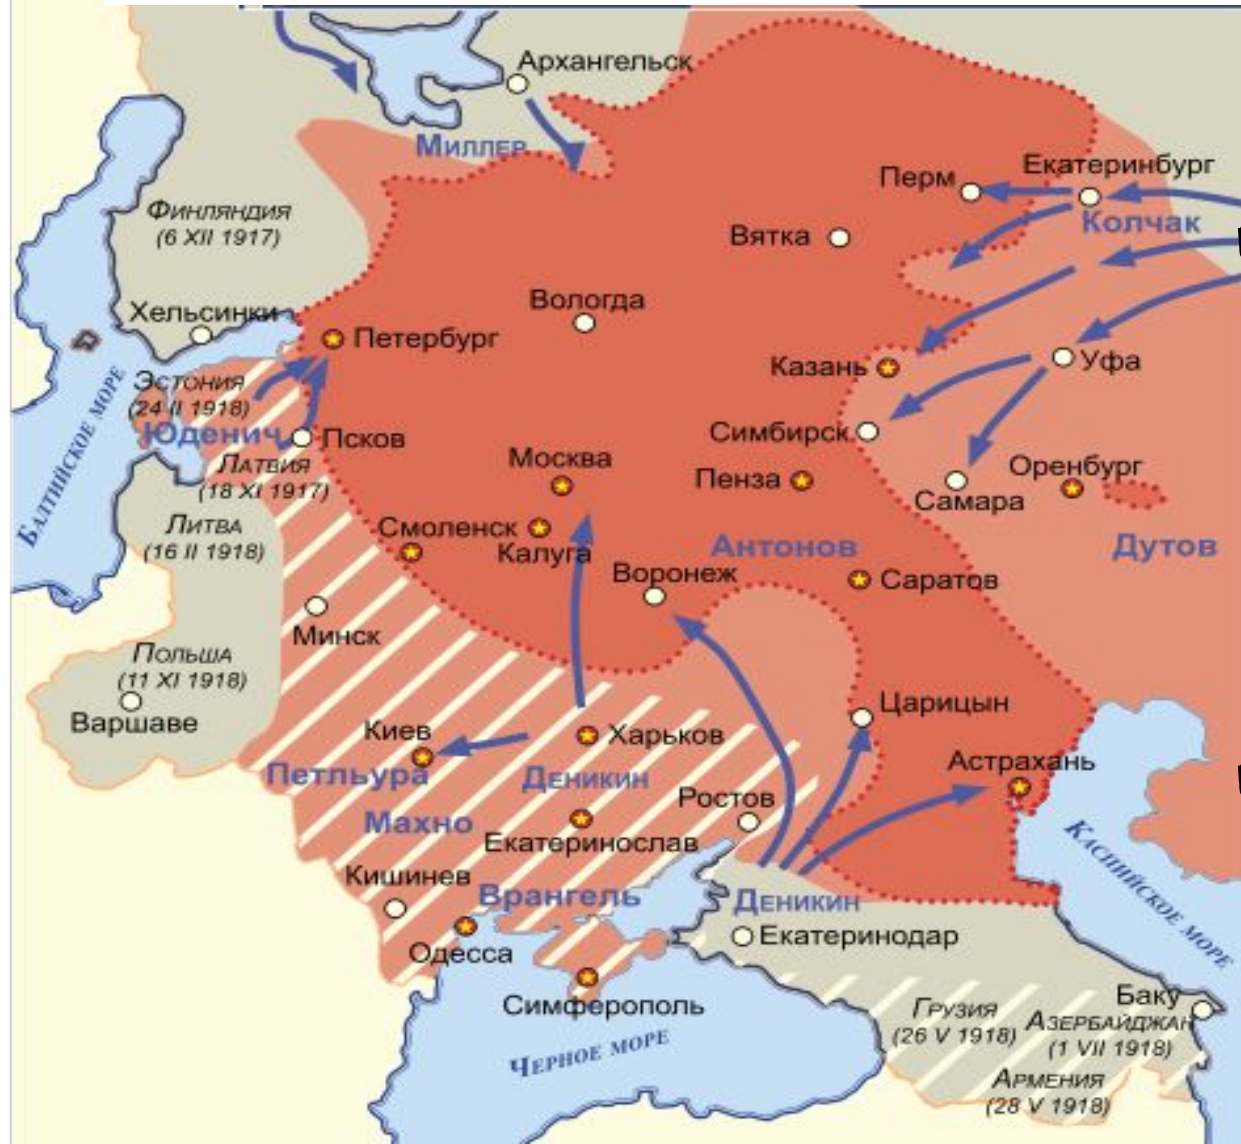 Архангельск
Миллер
Екатеринбург
Перм
Колчак
Финляндия
(6 XII 1917)
Вятка
Вологда
Хельсинки
Петербург
Казань
Уфа
Эстония
(24 II 1918)
Юденич
Псков
Симбирск
Балтийское море
Латвия
(18 XI 1917)
Москва
Пенза
Оренбург
Самара
Литва
(16 II 1918)
Смоленск
Калуга
Антонов
Дутов
Воронеж
Саратов
Минск
Польша
(11 XI 1918)
Варшаве
Царицын
Киев
Харьков
Петльура
Деникин
Астрахань
Ростов
Махно
Екатеринослав
Каспийское море
Кишинев
Врангель
Деникин
Одесса
Екатеринодар
Симферополь
Баку
Грузия
(26 V 1918)
Азербайджан
(1 VII 1918)
Черное море
Армения
(28 V 1918)